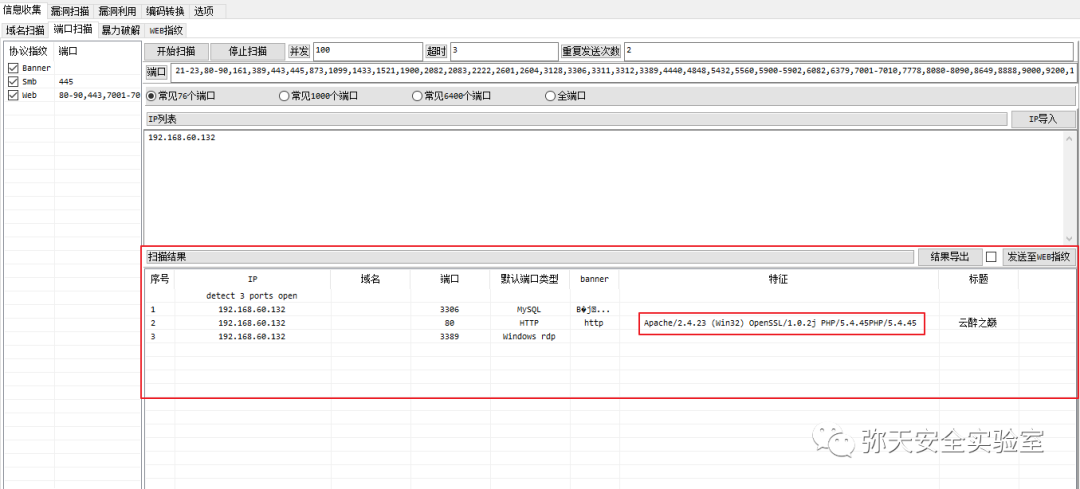 信息收集 漏洞扫描 漏洞利用 编码转换 选项
域名扫描 端口扫描 暴力破解 WEB指纹
协议指纹 端口
Banner
Smb 445
Web 80-90,443,7001-70
开始扫描 停止扫描 并发 100 超时 3 重复发送次数 2
端口 21-23,80-90,161,389,443,445,873,1099,1433,1521,1900,2082,2083,2222,2601,2604,3128,3306,3311,3312,3389,4440,4848,5432,5560,5900-5902,6082,6379,7001-7010,7778,8080-8090,8649,8888,9000,9200,1
常见76个端口 常见1000个端口 常见6400个端口 全端口
IP列表 IP导入
192.168.60.132
扫描结果 结果导出 发送至WEB指纹
序号 IP 域名 端口 默认端口类型 banner 特征 标题
detect 3 ports open
1 192.168.60.132 3306 MySQL
2 192.168.60.132 80 HTTP http Apache/2.4.23 (Win32) OpenSSL/1.0.2j PHP/5.4.45PHP/5.4.45 云醉之巅
3 192.168.60.132 3389 Windows rdp
弥天安全实验室